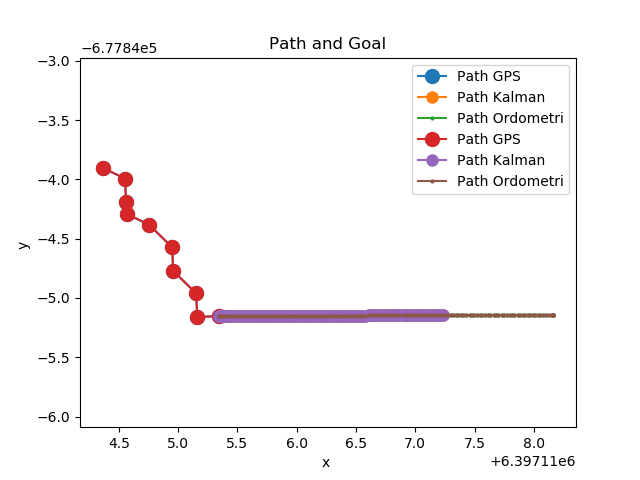 Path and Goal
−6.7784e5
Path GPS
Path Kalman
Path Ordometri
Path GPS
Path Kalman
Path Ordometri
y
−3.0
−3.5
−4.0
−4.5
−5.0
−5.5
−6.0
4.5 5.0 5.5 6.0 6.5 7.0 7.5 8.0
x
+6.39711e6